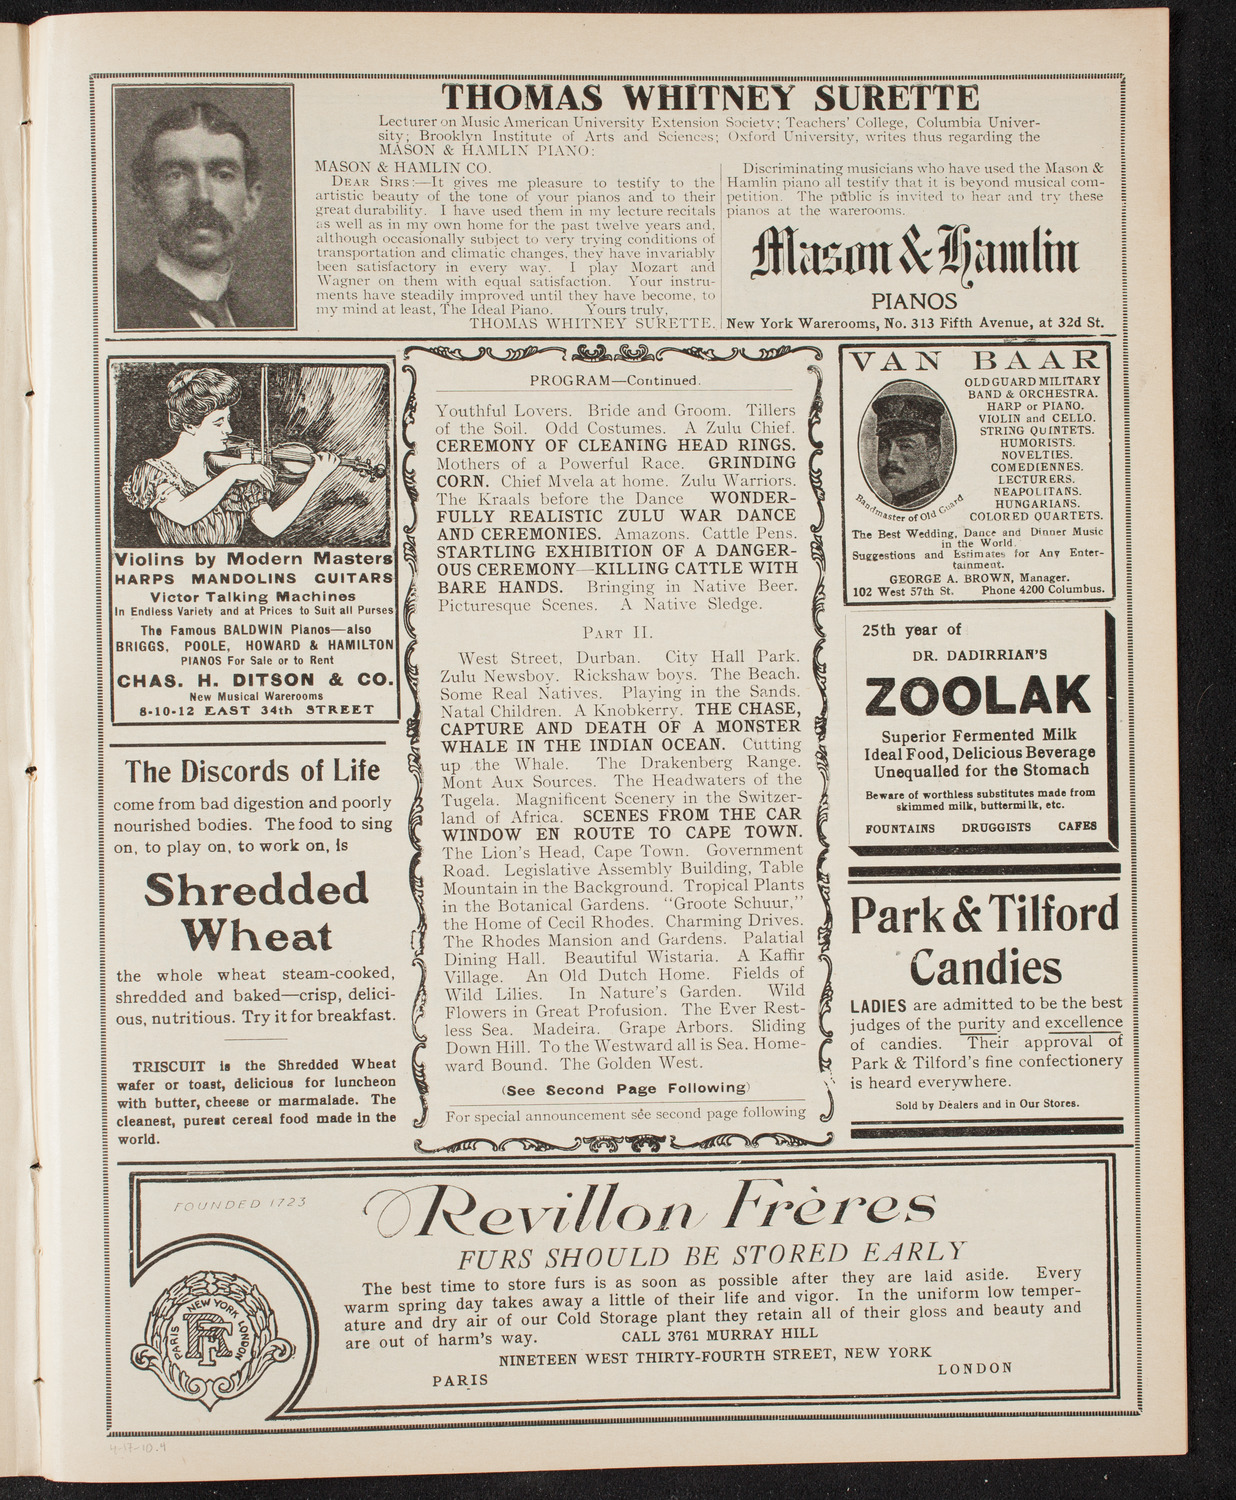 THOMAS WHITNEY SURETTE
Lecturer on Music American University Extension Society; Teachers' College, Columbia Univer-
sity; Brooklyn Institute of Arts and Sciences; Oxford University, writes thus regarding the
MASON & HAMLIN PIANO:
MASON & HAMLIN CO.
DEAR SIRS:—It gives me pleasure to testify to the
artistic beauty of the tone of your pianos and to their
great durability. I have used them in my lecture recitals
as well as in my own home for the past twelve years and,
although occasionally subject to very trying conditions of
transportation and climatic changes, they have invariably
been satisfactory in every way. I play Mozart and
Wagner on them with equal satisfaction. Your instru-
ments have steadily improved until they have become, to
my mind at least, The Ideal Piano. Yours truly,
THOMAS WHITNEY SURETTE.
Discriminating musicians who have used the Mason &
Hamlin piano all testify that it is beyond musical com-
petition. The public is invited to hear and try these
pianos at the warerooms.
Mason & Hamlin
PIANOS
New York Warerooms, No. 313 Fifth Avenue, at 32d St.
Violins by Modern Masters
HARPS MANDOLINS GUITARS
Victor Talking Machines
In Endless Variety and at Prices to Suit all Purses
The Famous BALDWIN Pianos—also
BRIGGS, POOLE, HOWARD & HAMILTON
PIANOS For Sale or to Rent
CHAS. H. DITSON & CO.
New Musical Warerooms
8-10-12 EAST 34th STREET
The Discords of Life
come from bad digestion and poorly
nourished bodies. The food to sing
on, to play on, to work on, is
Shredded
Wheat
the whole wheat steam-cooked,
shredded and baked—crisp, delici-
ous, nutritious. Try it for breakfast.
TRISCUIT is the Shredded Wheat
wafer or toast, delicious for luncheon
with butter, cheese or marmalade. The
cleanest, purest cereal food made in the
world.
PROGRAM—Continued.
Youthful Lovers. Bride and Groom. Tillers
of the Soil. Odd Costumes. A Zulu Chief.
CEREMONY OF CLEANING HEAD RINGS.
Mothers of a Powerful Race. GRINDING
CORN. Chief Mvela at home. Zulu Warriors.
The Kraals before the Dance WONDER-
FULLY REALISTIC ZULU WAR DANCE
AND CEREMONIES. Amazons. Cattle Pens.
STARTLING EXHIBITION OF A DANGER-
OUS CEREMONY—KILLING CATTLE WITH
BARE HANDS. Bringing in Native Beer.
Picturesque Scenes. A Native Sledge.
PART II.
West Street, Durban. City Hall Park.
Zulu Newsboy. Rickshaw boys. The Beach.
Some Real Natives. Playing in the Sands.
Natal Children. A Knobkerry. THE CHASE,
CAPTURE AND DEATH OF A MONSTER
WHALE IN THE INDIAN OCEAN. Cutting
up the Whale. The Drakenberg Range.
Mont Aux Sources. The Headwaters of the
Tugela. Magnificent Scenery in the Switzer-
land of Africa. SCENES FROM THE CAR
WINDOW EN ROUTE TO CAPE TOWN.
The Lion's Head, Cape Town. Government
Road. Legislative Assembly Building, Table
Mountain in the Background. Tropical Plants
in the Botanical Gardens. "Groote Schuur,"
the Home of Cecil Rhodes. Charming Drives.
The Rhodes Mansion and Gardens. Palatial
Dining Hall. Beautiful Wistaria. A Kaffir
Village. An Old Dutch Home. Fields of
Wild Lilies. In Nature's Garden. Wild
Flowers in Great Profusion. The Ever Rest-
less Sea. Madeira. Grape Arbors. Sliding
Down Hill. To the Westward all is Sea. Home-
ward Bound. The Golden West.
(See Second Page Following)
For special announcement see second page following
VAN BAAR
OLD GUARD MILITARY
BAND & ORCHESTRA.
HARP or PIANO.
VIOLIN and CELLO.
STRING QUINTETS.
HUMORISTS.
NOVELTIES.
COMEDIENNES.
LECTURERS.
NEAPOLITANS.
HUNGARIANS.
COLORED QUARTETS.
Bandmaster of Old Guard
The Best Wedding, Dance and Dinner Music
in the World.
Suggestions and Estimates for Any Enter-
tainment.
GEORGE A. BROWN, Manager.
102 West 57th St. Phone 4200 Columbus.
25th year of
DR. DADIRRIAN'S
ZOOLAK
Superior Fermented Milk
Ideal Food, Delicious Beverage
Unequalled for the Stomach
Beware of worthless substitutes made from
skimmed milk, buttermilk, etc.
FOUNTAINS DRUGGISTS CAFES
Park & Tilford
Candies
LADIES are admitted to be the best
judges of the purity and excellence
of candies. Their approval of
Park & Tilford's fine confectionery
is heard everywhere.
Sold by Dealers and in Our Stores.
FOUNDED 1723
Revillon Frères
FURS SHOULD BE STORED EARLY
The best time to store furs is as soon as possible after they are laid aside. Every
warm spring day takes away a little of their life and vigor. In the uniform low temper-
ature and dry air of our Cold Storage plant they retain all of their gloss and beauty and
are out of harm's way. CALL 3761 MURRAY HILL
NINETEEN WEST THIRTY-FOURTH STREET, NEW YORK
PARIS LONDON
PARIS NEW YORK LONDON
4-17-10.4